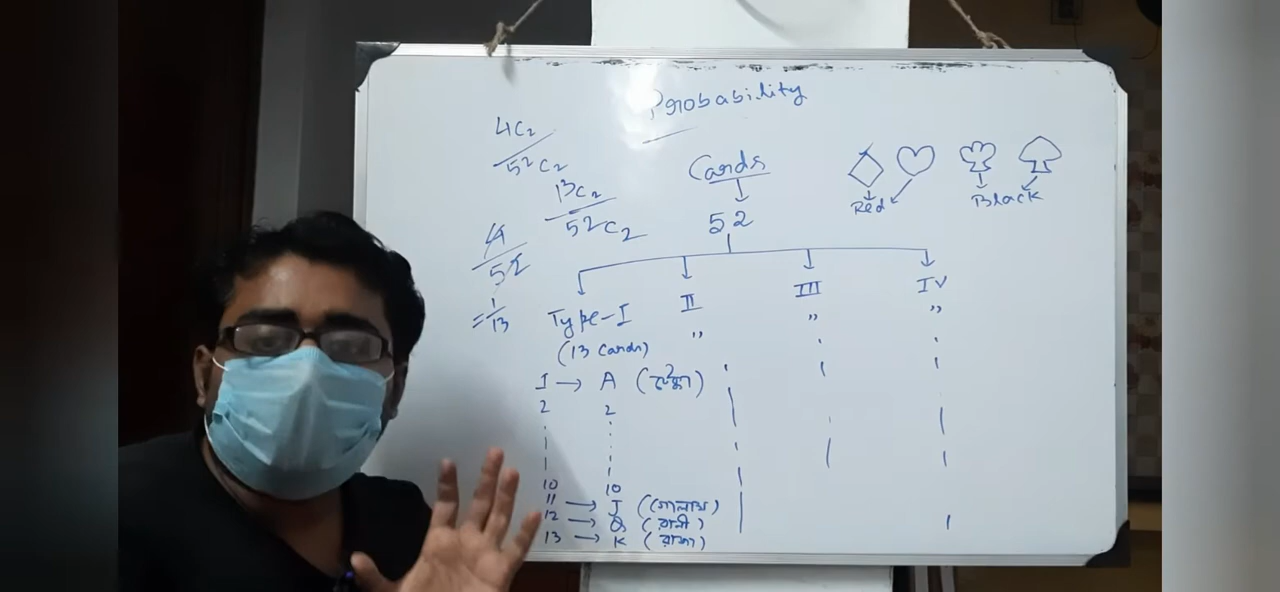 Probability
4C₂
52C₂
13C₂
52C₂
4
52
= 1/13
Cards
52
Red
Black
Type-I
II
III
IV
"
"
"
(13 Cards)
1 → A (টেক্কা)
2 2
10 10
11 → J (গোলাম)
12 → Q (রানী)
13 → K (রাজা)